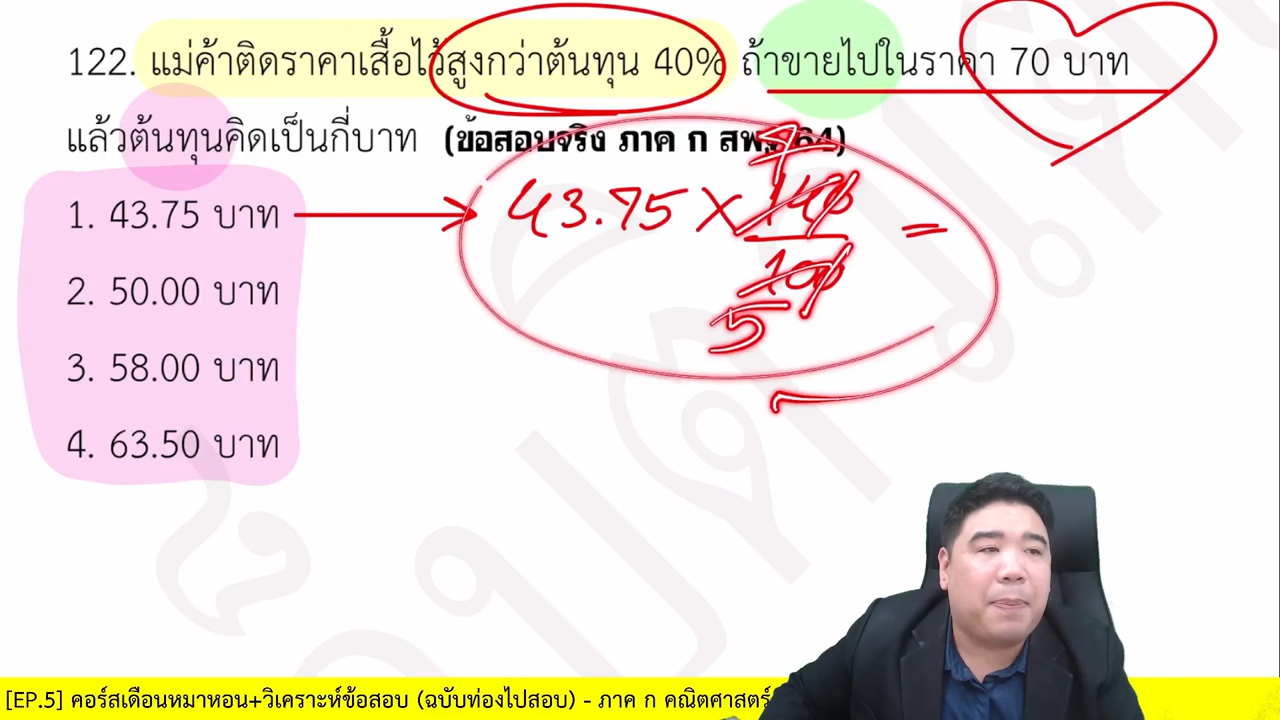 122. แม่ค้าติดราคาเสื้อไว้สูงกว่าต้นทุน 40% ถ้าขายไปในราคา 70 บาท
แล้วต้นทุนคิดเป็นกี่บาท (ข้อสอบจริง ภาค ก 64)
1. 43.75 บาท
43.75 × 140/100 =
7
5
2. 50.00 บาท
3. 58.00 บาท
4. 63.50 บาท
[EP.5] คอร์สเดือนหมาหอน+วิเคราะห์ข้อสอบ (ฉบับท่องไปสอบ) - ภาค ก คณิตศาสตร์